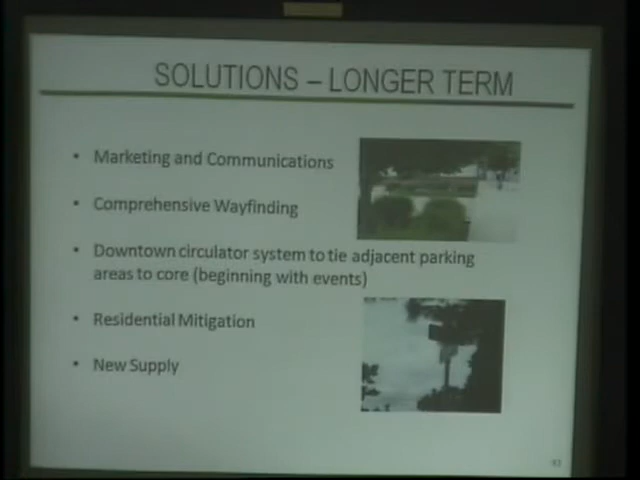 SOLUTIONS – LONGER TERM
• Marketing and Communications
• Comprehensive Wayfinding
• Downtown circulator system to tie adjacent parking
areas to core (beginning with events)
• Residential Mitigation
• New Supply